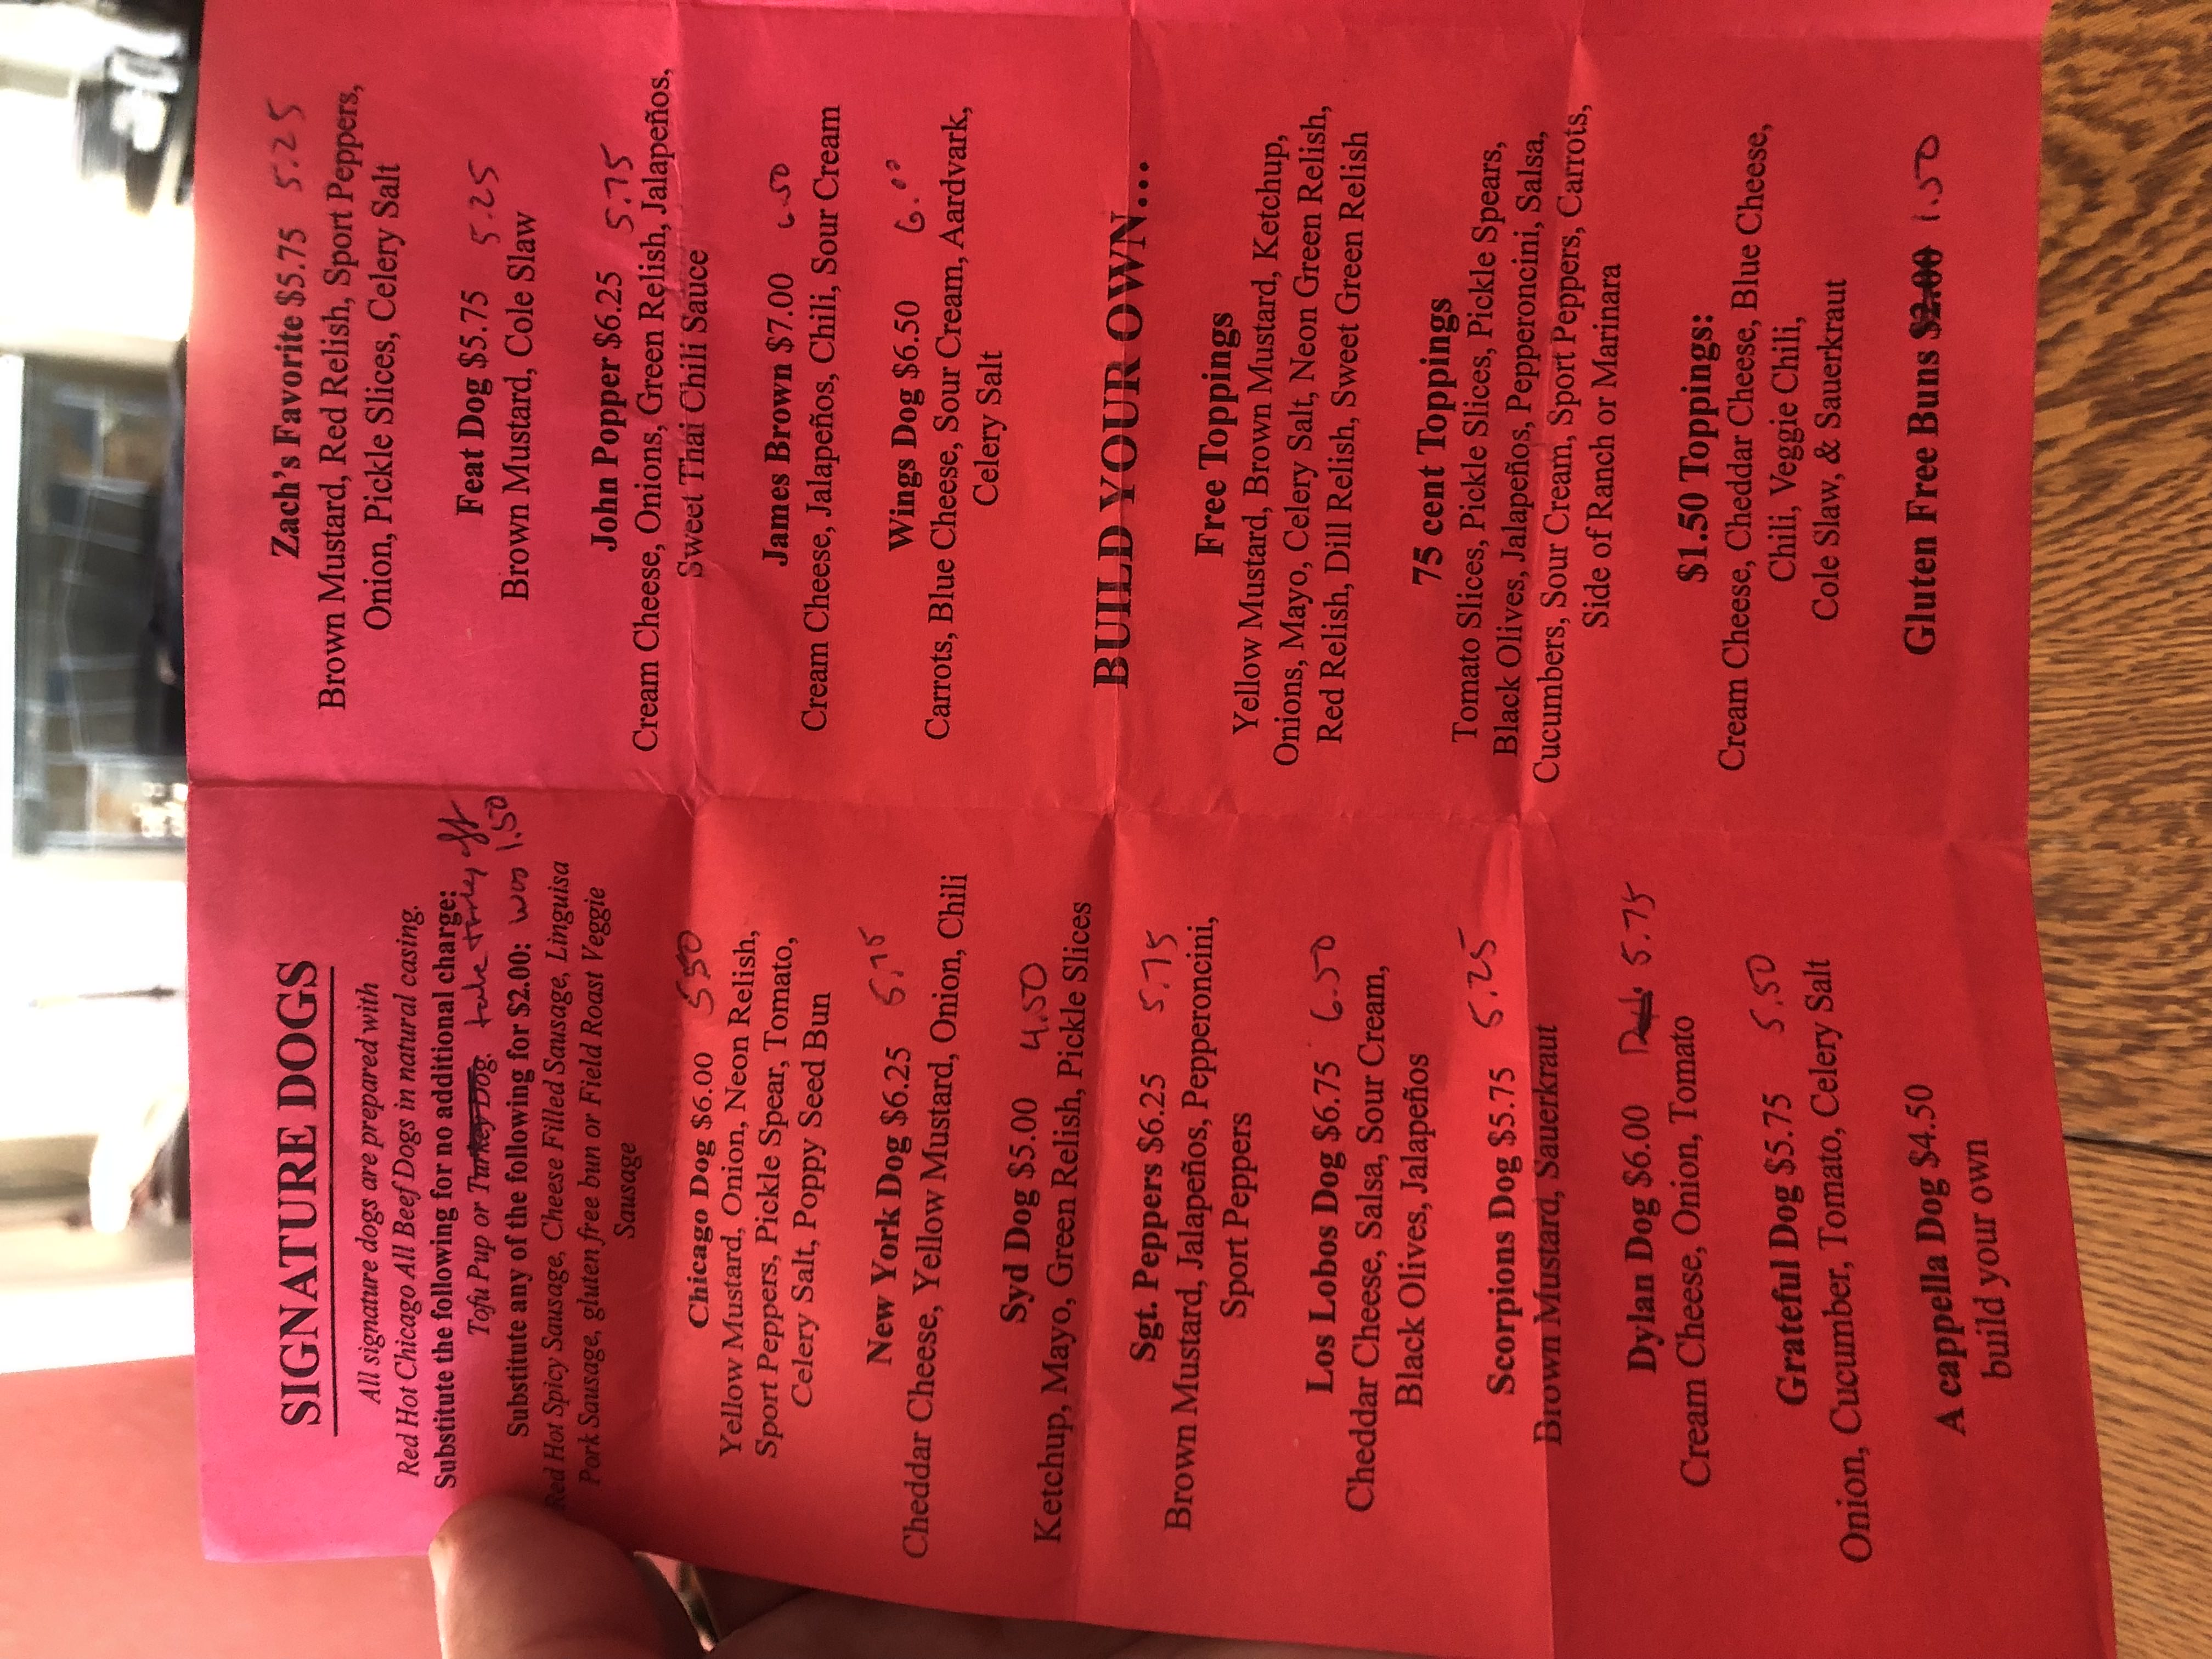 SIGNATURE DOGS
All signature dogs are prepared with
Red Hot Chicago All Beef Dogs in natural casing.
Substitute the following for no additional charge:
Tofu Pup or Turkey Dog. take turkey off
Substitute any of the following for $2.00: was 1.50
Red Hot Spicy Sausage, Cheese Filled Sausage, Linguisa
Pork Sausage, gluten free bun or Field Roast Veggie
Sausage
Chicago Dog $6.00 5.50
Yellow Mustard, Onion, Neon Relish,
Sport Peppers, Pickle Spear, Tomato,
Celery Salt, Poppy Seed Bun
New York Dog $6.25 5.75
Cheddar Cheese, Yellow Mustard, Onion, Chili
Syd Dog $5.00 4.50
Ketchup, Mayo, Green Relish, Pickle Slices
Sgt. Peppers $6.25 5.75
Brown Mustard, Jalapeños, Pepperoncini,
Sport Peppers
Los Lobos Dog $6.75 6.50
Cheddar Cheese, Salsa, Sour Cream,
Black Olives, Jalapeños
Scorpions Dog $5.75 5.25
Brown Mustard, Sauerkraut
Dylan Dog $6.00 5.75
Cream Cheese, Onion, Tomato
Grateful Dog $5.75 5.50
Onion, Cucumber, Tomato, Celery Salt
A cappella Dog $4.50
build your own
Zach's Favorite $5.75 5.25
Brown Mustard, Red Relish, Sport Peppers,
Onion, Pickle Slices, Celery Salt
Feat Dog $5.75 5.25
Brown Mustard, Cole Slaw
John Popper $6.25 5.75
Cream Cheese, Onions, Green Relish, Jalapeños,
Sweet Thai Chili Sauce
James Brown $7.00 6.50
Cream Cheese, Jalapeños, Chili, Sour Cream
Wings Dog $6.50 6.00
Carrots, Blue Cheese, Sour Cream, Aardvark,
Celery Salt
BUILD YOUR OWN...
Free Toppings
Yellow Mustard, Brown Mustard, Ketchup,
Onions, Mayo, Celery Salt, Neon Green Relish,
Red Relish, Dill Relish, Sweet Green Relish
75 cent Toppings
Tomato Slices, Pickle Slices, Pickle Spears,
Black Olives, Jalapeños, Pepperoncini, Salsa,
Cucumbers, Sour Cream, Sport Peppers, Carrots,
Side of Ranch or Marinara
$1.50 Toppings:
Cream Cheese, Cheddar Cheese, Blue Cheese,
Chili, Veggie Chili,
Cole Slaw, & Sauerkraut
Gluten Free Buns $2.00 1.50